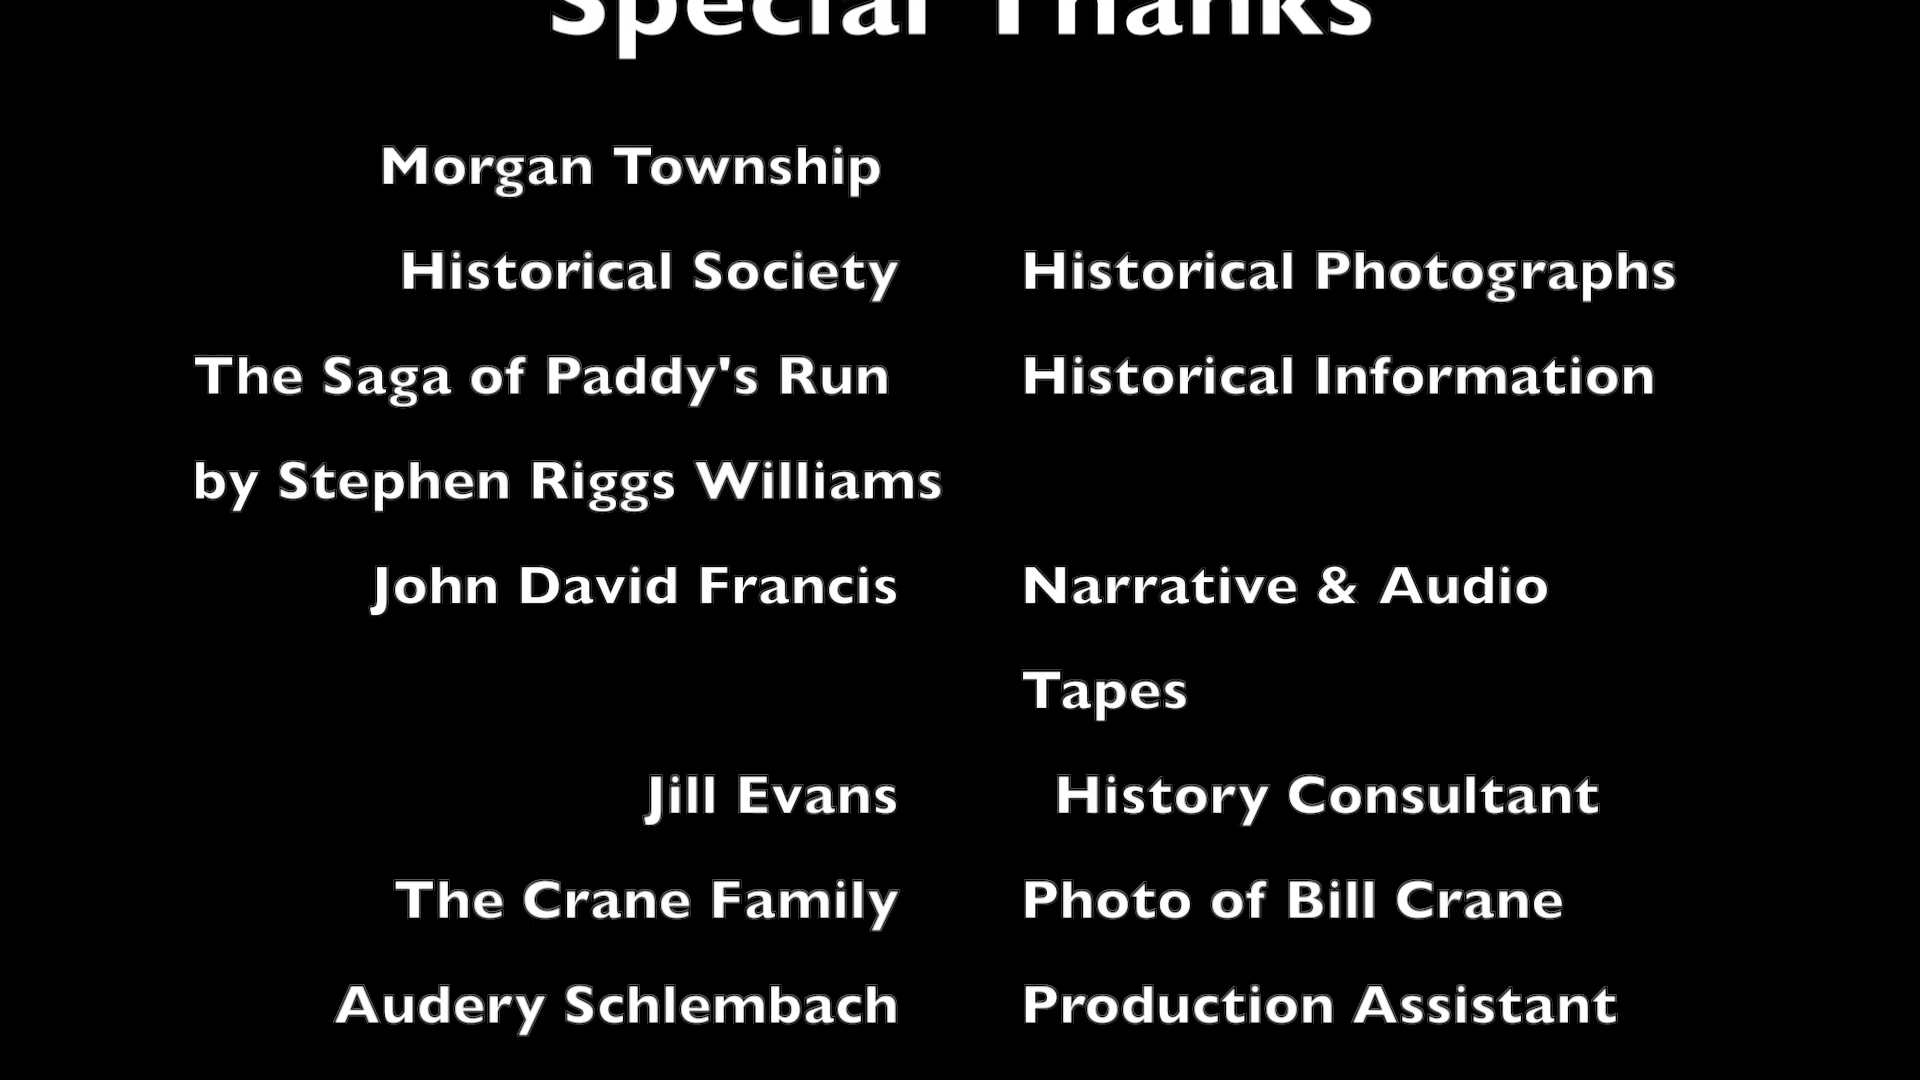 Special Thanks
Morgan Township
Historical Society Historical Photographs
The Saga of Paddy's Run Historical Information
by Stephen Riggs Williams
John David Francis Narrative & Audio
Tapes
Jill Evans History Consultant
The Crane Family Photo of Bill Crane
Audery Schlembach Production Assistant